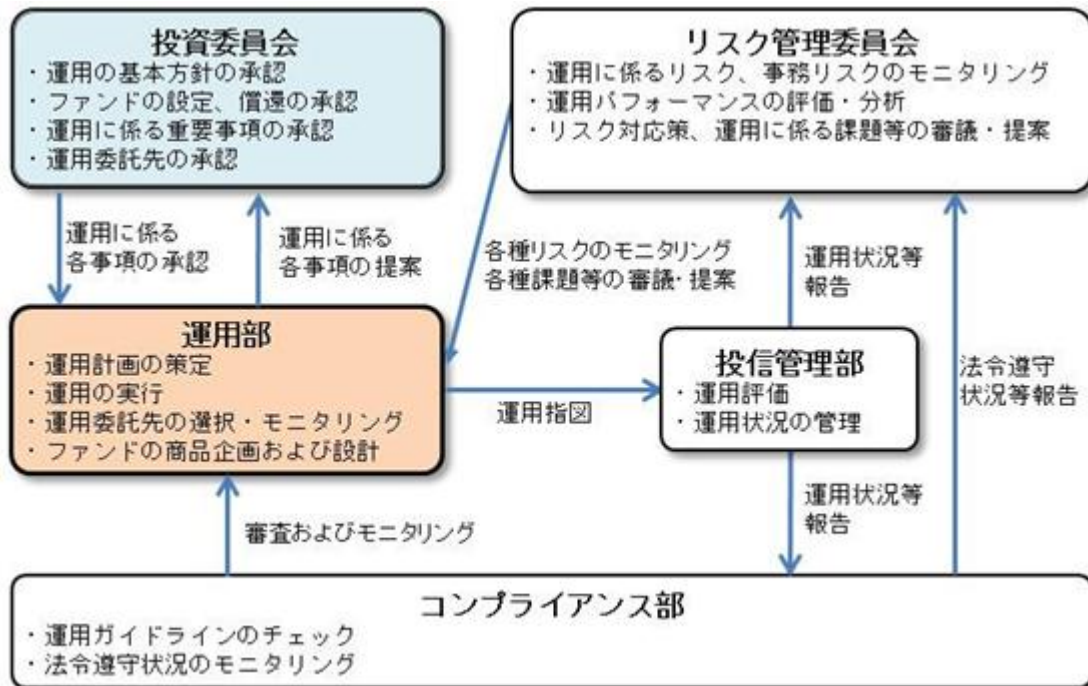 投資委員会
・運用の基本方針の承認
・ファンドの設定、償還の承認
・運用に係る重要事項の承認
・運用委託先の承認
リスク管理委員会
・運用に係るリスク、事務リスクのモニタリング
・運用パフォーマンスの評価・分析
・リスク対応策、運用に係る課題等の審議・提案
運用に係る
各事項の承認
運用に係る
各事項の提案
各種リスクのモニタリング
各種課題等の審議・提案
運用状況等
報告
運用部
・運用計画の策定
・運用の実行
・運用委託先の選択・モニタリング
・ファンドの商品企画および設計
運用指図
投信管理部
・運用評価
・運用状況の管理
法令遵守
状況等報告
審査およびモニタリング
運用状況等
報告
コンプライアンス部
・運用ガイドラインのチェック
・法令遵守状況のモニタリング